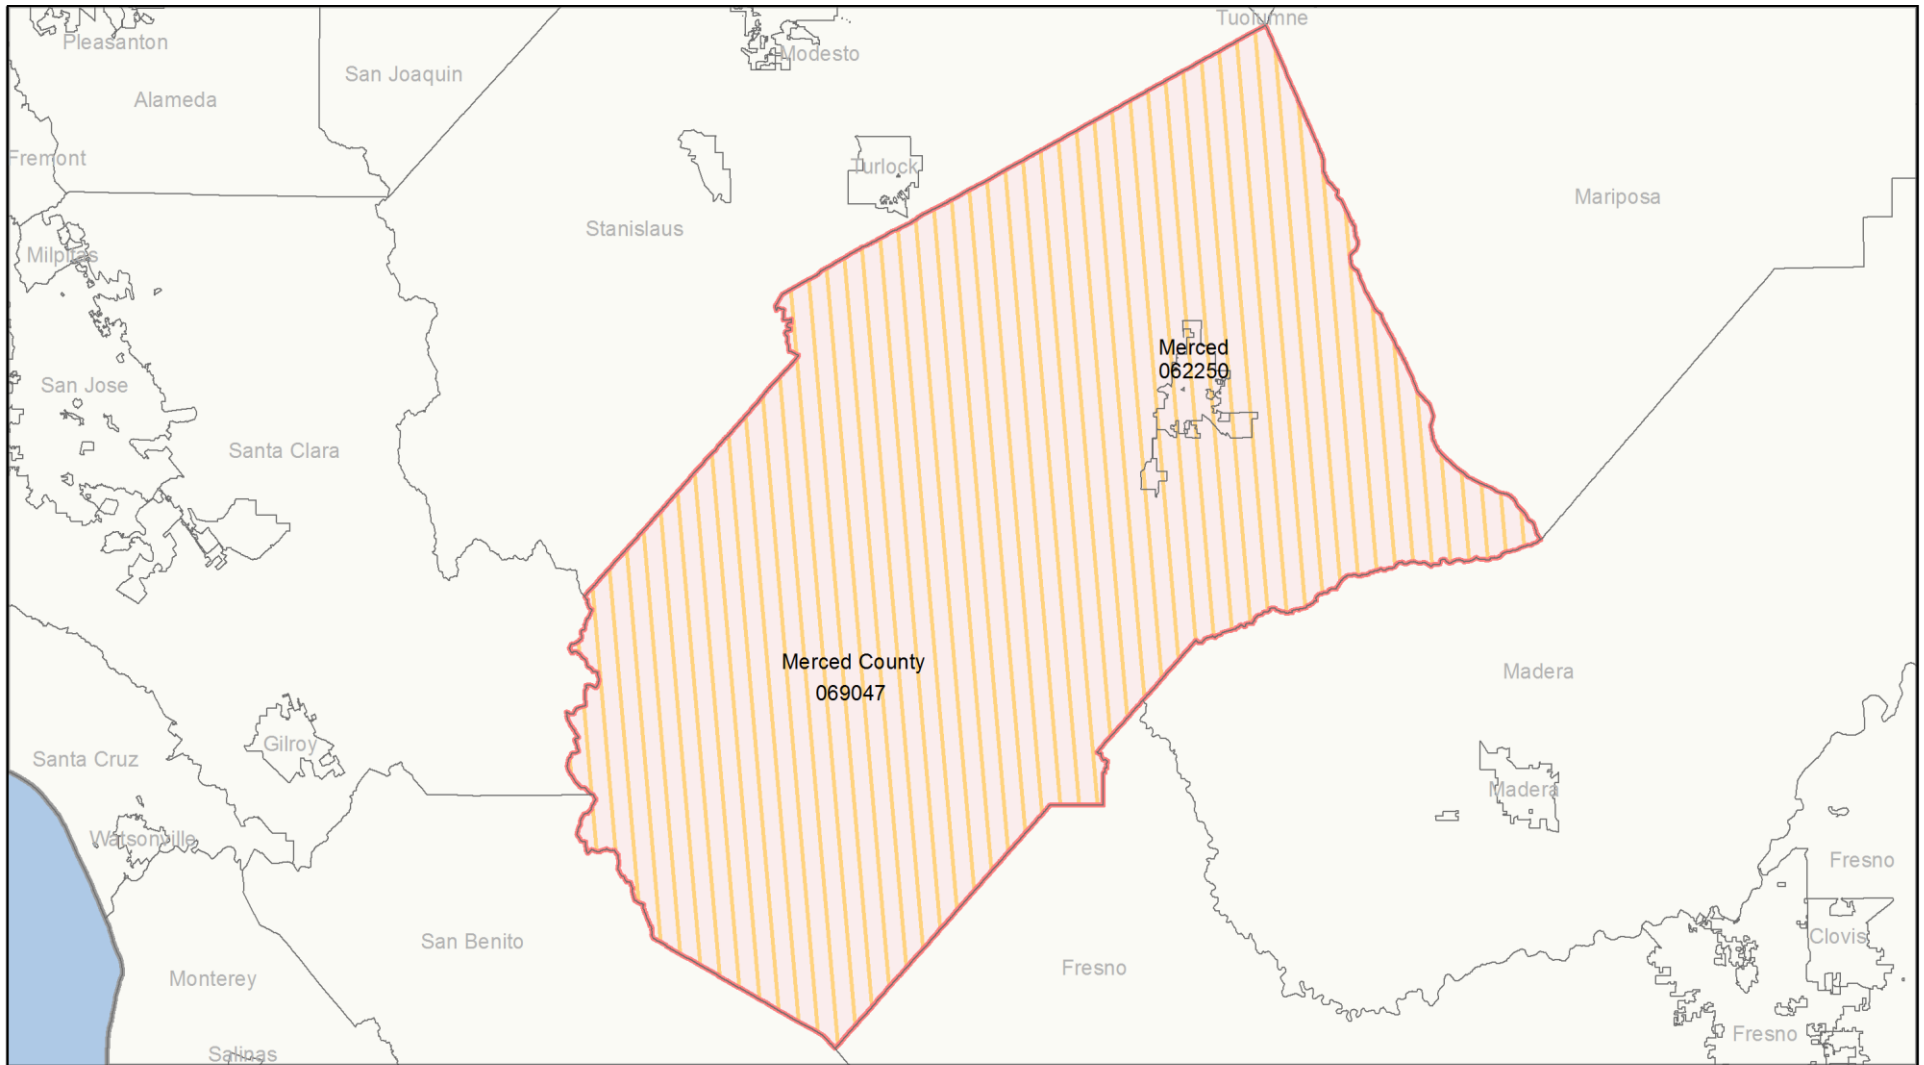 Tuolumne
Pleasanton
Modesto
San Joaquin
Alameda
Fremont
Turlock
Mariposa
Stanislaus
Milpitas
Merced
062250
San Jose
Santa Clara
Merced County
069047
Madera
Gilroy
Santa Cruz
Madera
Watsonville
Fresno
Clovis
San Benito
Fresno
Monterey
Fresno
Salinas